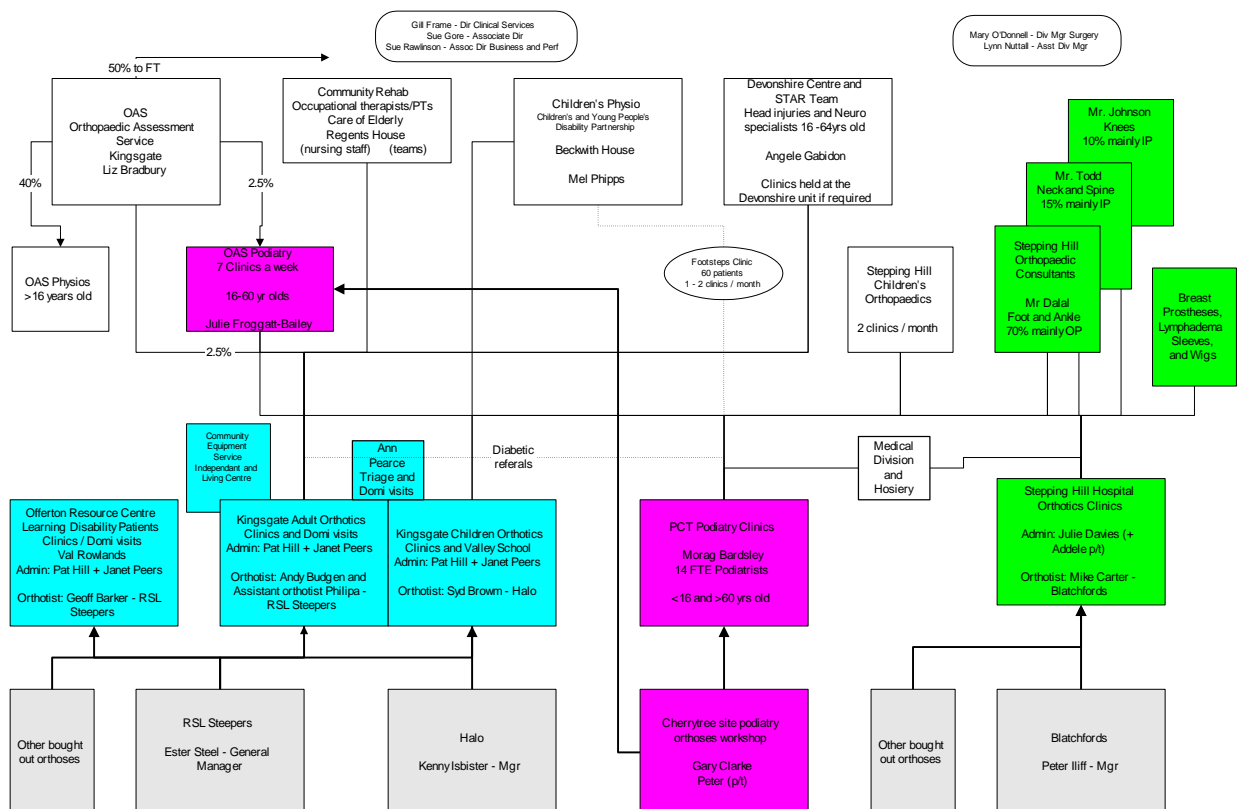 Gill Frame - Dir Clinical Services
Sue Gore - Associate Dir
Sue Rawlinson - Assoc Dir Business and Perf
Mary O'Donnell - Div Mgr Surgery
Lynn Nuttall - Asst Div Mgr
50% to FT
OAS
Orthopaedic Assessment
Service
Kingsgate
Liz Bradbury
Community Rehab
Occupational therapists/PTs
Care of Elderly
Regents House
(nursing staff) (teams)
Children's Physio
Children's and Young People's
Disability Partnership
Beckwith House
Mel Phipps
Devonshire Centre and
STAR Team
Head injuries and Neuro
specialists 16 -64yrs old
Angele Gabidon
Clinics held at the
Devonshire unit if required
Mr. Johnson
Knees
10% mainly IP
Mr. Todd
Neck and Spine
15% mainly IP
40%
2.5%
OAS Physios
>16 years old
OAS Podiatry
7 Clinics a week
16-60 yr olds
Julie Froggatt-Bailey
Footsteps Clinic
60 patients
1 - 2 clinics / month
Stepping Hill
Children's
Orthopaedics
2 clinics / month
Stepping Hill
Orthopaedic
Consultants
Mr Dalal
Foot and Ankle
70% mainly OP
Breast
Prostheses,
Lymphadema
Sleeves,
and Wigs
2.5%
Community
Equipment
Service
Independant and
Living Centre
Ann
Pearce
Triage and
Domi visits
Diabetic
referals
Medical
Division
and
Hosiery
Offerton Resource Centre
Learning Disability Patients
Clinics / Domi visits
Val Rowlands
Admin: Pat Hill + Janet Peers
Orthotist: Geoff Barker - RSL
Steepers
Kingsgate Adult Orthotics
Clinics and Domi visits
Admin: Pat Hill + Janet Peers
Orthotist: Andy Budgen and
Assistant orthotist Philipa -
RSL Steepers
Kingsgate Children Orthotics
Clinics and Valley School
Admin: Pat Hill + Janet Peers
Orthotist: Syd Browm - Halo
PCT Podiatry Clinics
Morag Bardsley
14 FTE Podiatrists
<16 and >60 yrs old
Stepping Hill Hospital
Orthotics Clinics
Admin: Julie Davies (+
Addele p/t)
Orthotist: Mike Carter -
Blatchfords
Other bought
out orthoses
RSL Steepers
Ester Steel - General
Manager
Halo
Kenny Isbister - Mgr
Cherrytree site podiatry
orthoses workshop
Gary Clarke
Peter (p/t)
Other bought
out orthoses
Blatchfords
Peter Iliff - Mgr